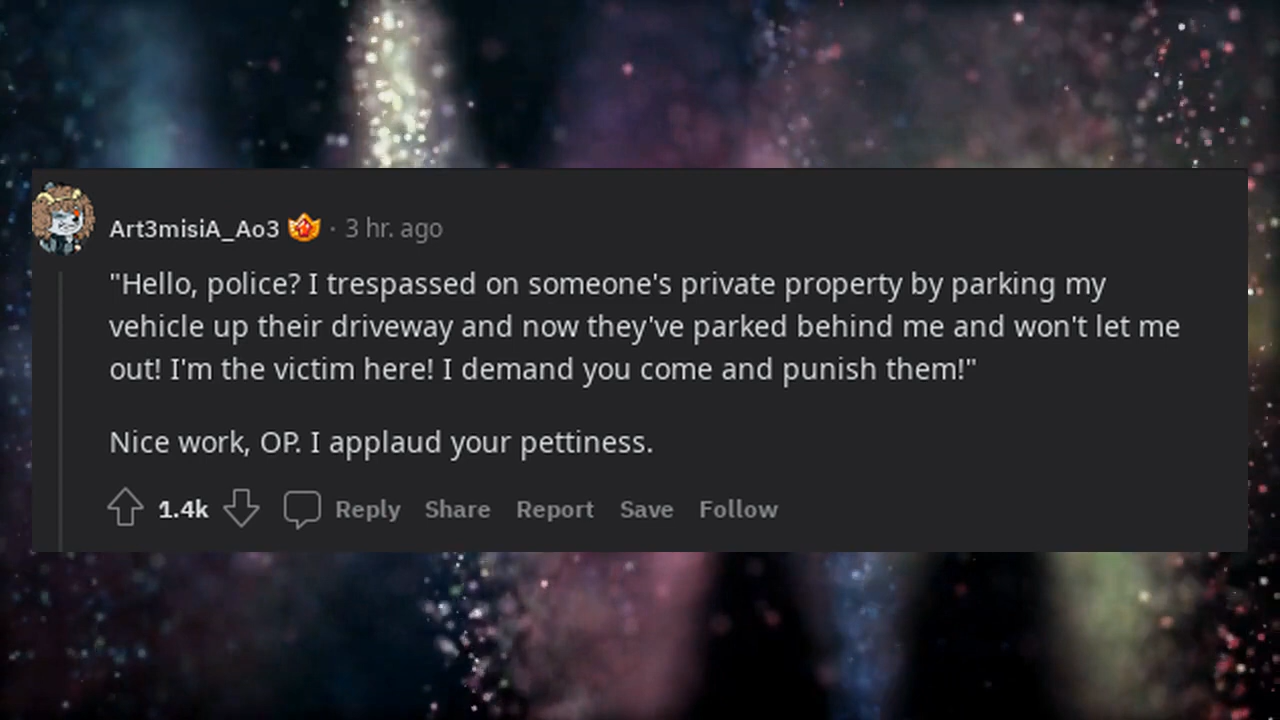 Art3misiA_Ao3 · 3 hr. ago
"Hello, police? I trespassed on someone's private property by parking my
vehicle up their driveway and now they've parked behind me and won't let me
out! I'm the victim here! I demand you come and punish them!"
Nice work, OP. I applaud your pettiness.
1.4k Reply Share Report Save Follow